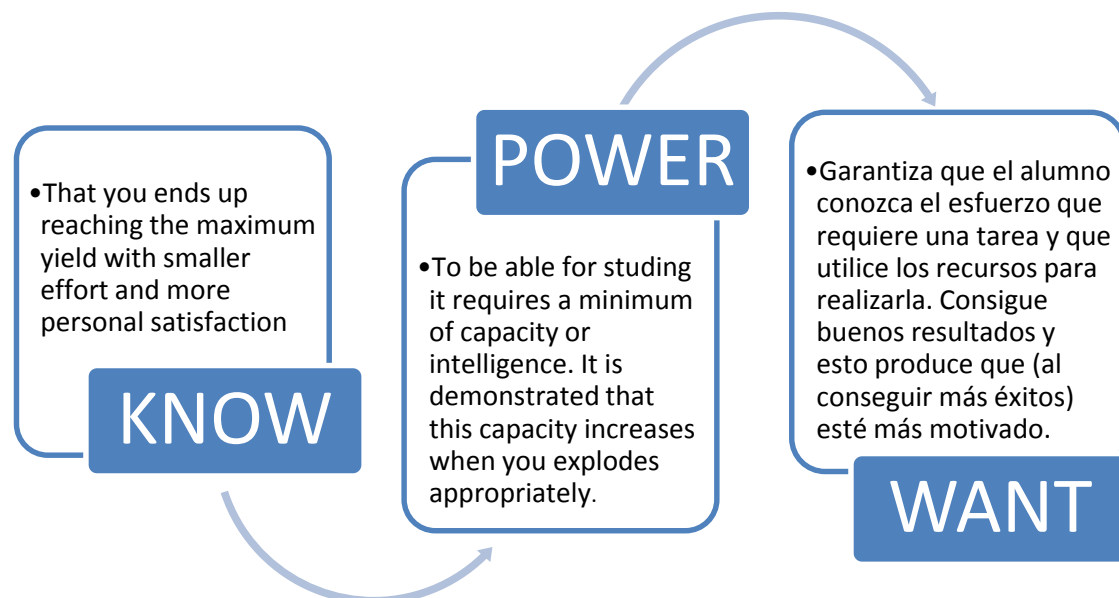 •That you ends up
reaching the maximum
yield with smaller
effort and more
personal satisfaction
KNOW
POWER
•To be able for studing
it requires a minimum
of capacity or
intelligence. It is
demonstrated that
this capacity increases
when you explodes
appropriately.
•Garantiza que el alumno
conozca el esfuerzo que
requiere una tarea y que
utilice los recursos para
realizarla. Consigue
buenos resultados y
esto produce que (al
conseguir más éxitos)
esté más motivado.
WANT